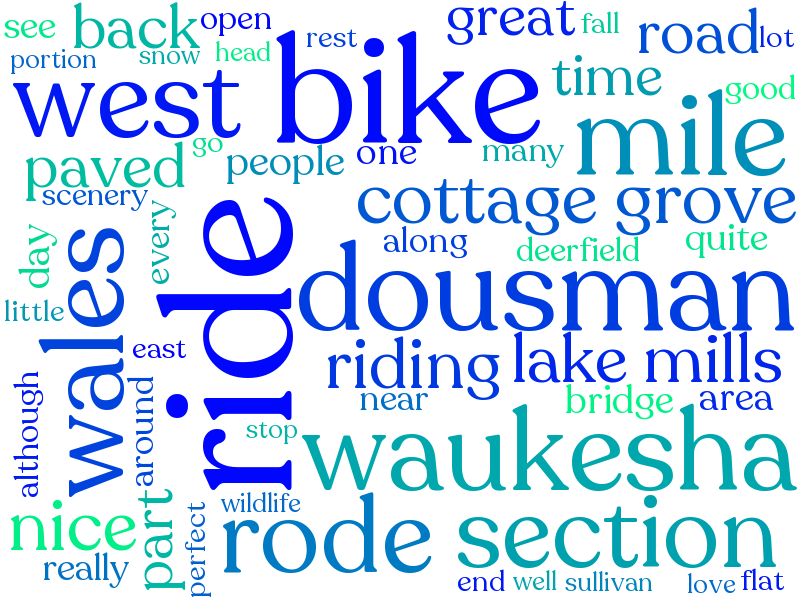 see
back
open
great
fall
road
lot
portion
snow
head
rest
west
bike
time
good
mile
paved
go
people
one
many
scenery
cottage grove
day
every
along
deerfield
quite
wales
ride
dousman
little
east
riding
lake mills
although
around
near
bridge
area
stop
waukesha
nice
part
perfect
wildlife
rode
section
really
end
well
sullivan
love
flat